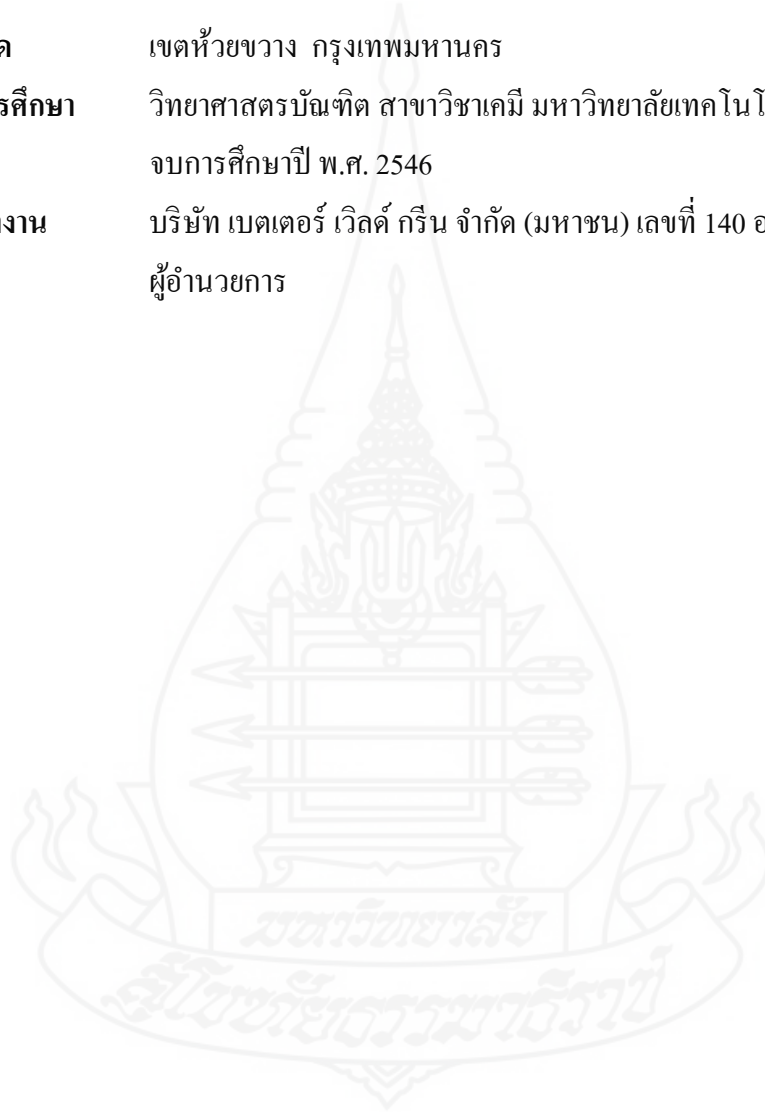 ด เขตห้วยขวาง กรุงเทพมหานคร
รศึกษา วิทยาศาสตรบัณฑิต สาขาวิชาเคมี มหาวิทยาลัยเทคโนโ
จบการศึกษาปี พ.ศ. 2546
งาน บริษัท เบตเตอร์ เวิลด์ กรีน จำกัด (มหาชน) เลขที่ 140 อ
ผู้อำนวยการ
มหาวิทยาลัย
สุโขทัยธรรมาธิราช